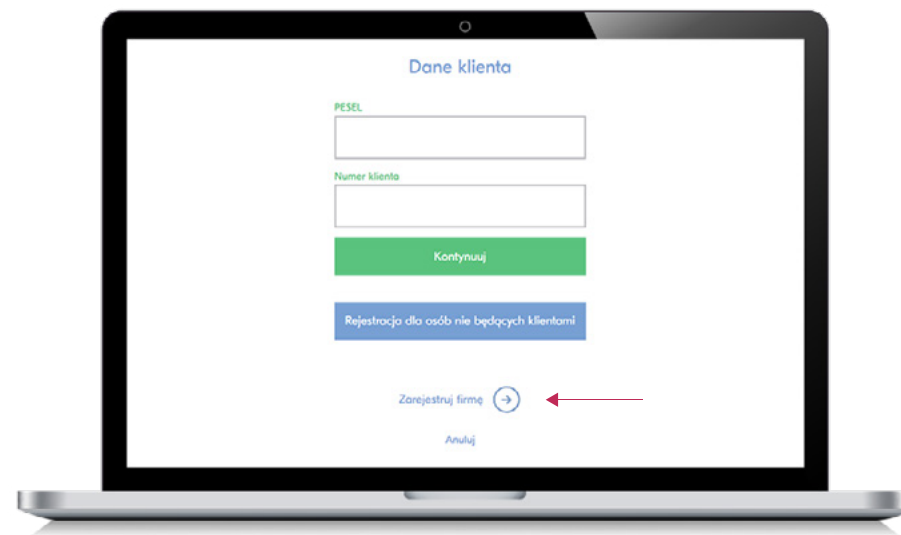 Dane klienta
PESEL
Numer klienta
Kontynuuj
Rejestracja dla osób nie będących klientami
Zarejestruj firmę
Anuluj